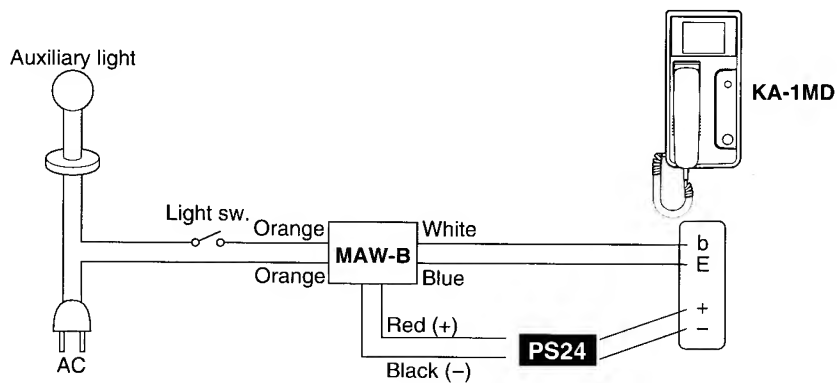 Auxiliary light
KA-1MD
Light sw.
Orange
White
MAW-B
b
E
Orange
Blue
Red (+)
+
PS24
−
Black (−)
AC